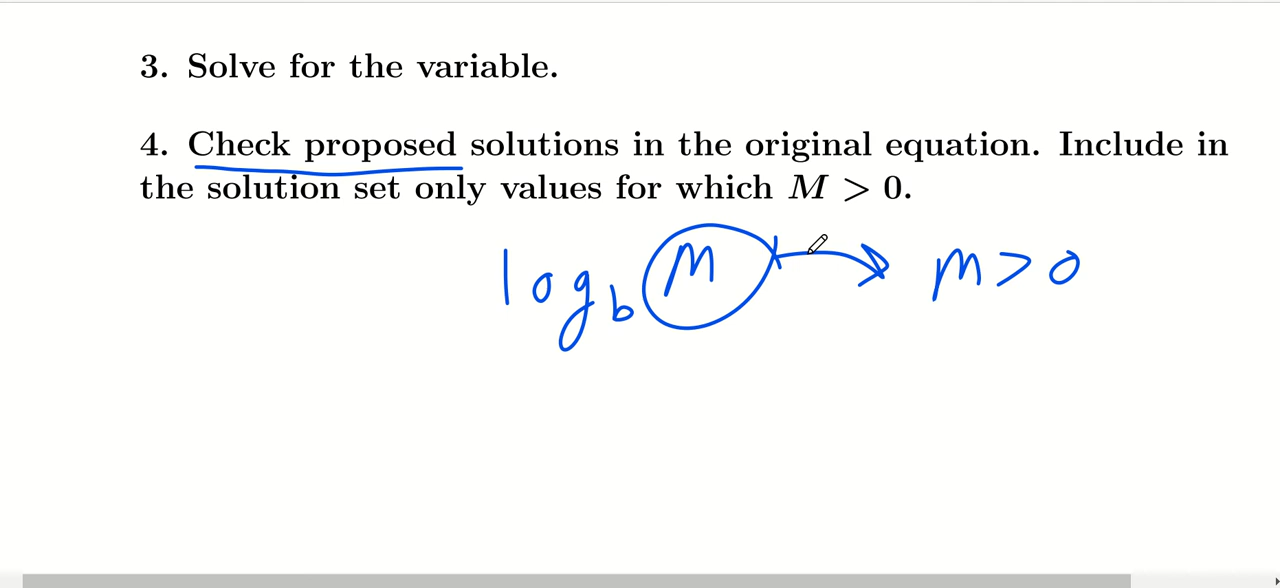 3. Solve for the variable.
4. Check proposed solutions in the original equation. Include in
the solution set only values for which M > 0.
log_b(M) → M > 0